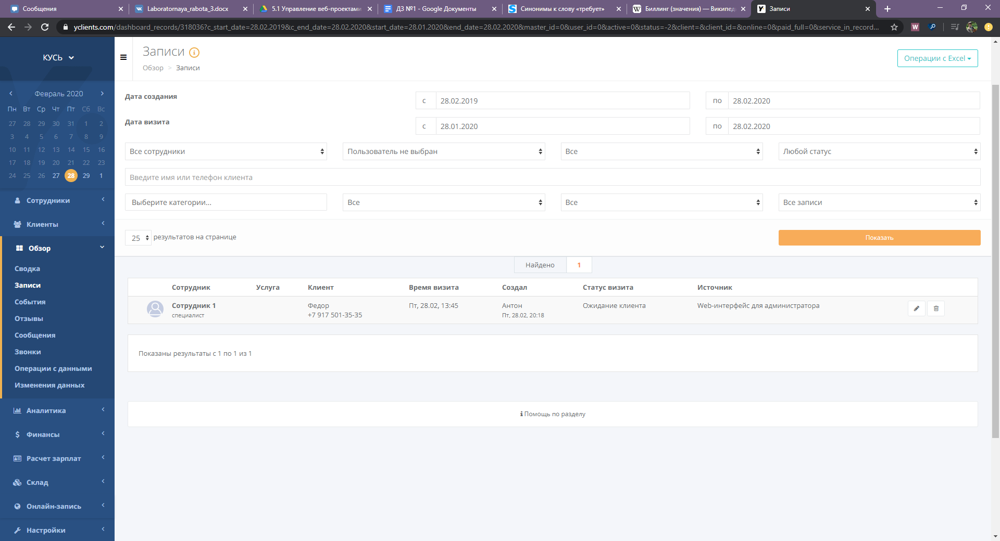 Сообщения
Laboratornaya_rabota_3.docx
5.1 Управление веб-проектами
ДЗ №1 - Google Документы
Синонимы к слову «требует»
Биллинг (значения) — Википед
Записи
yclients.com/dashboard_records/318036?c_start_date=28.02.2019&c_end_date=28.02.2020&start_date=28.01.2020&end_date=28.02.2020&master_id=0&user_id=0&active=0&status=-2&client=&client_id=&online=0&paid_full=0&service_in_record...
КУСЬ
Февраль 2020
Пн Вт Ср Чт Пт Сб Вс
27 28 29 30 31 1 2
3 4 5 6 7 8 9
10 11 12 13 14 15 16
17 18 19 20 21 22 23
24 25 26 27 28 29 1
Сотрудники
Клиенты
Обзор
Сводка
Записи
События
Отзывы
Сообщения
Звонки
Операции с данными
Изменения данных
Аналитика
Финансы
Расчет зарплат
Склад
Онлайн-запись
Настройки
Записи
Обзор > Записи
Операции с Excel
Дата создания
с 28.02.2019 по 28.02.2020
Дата визита
с 28.01.2020 по 28.02.2020
Все сотрудники Пользователь не выбран Все Любой статус
Введите имя или телефон клиента
Выберите категории... Все Все Все записи
25 результатов на странице
Показать
Найдено 1
Сотрудник Услуга Клиент Время визита Создал Статус визита Источник
Сотрудник 1 Федор Пт, 28.02, 13:45 Антон Ожидание клиента Web-интерфейс для администратора
специалист +7 917 501-35-35 Пт, 28.02, 20:18
Показаны результаты с 1 по 1 из 1
Помощь по разделу